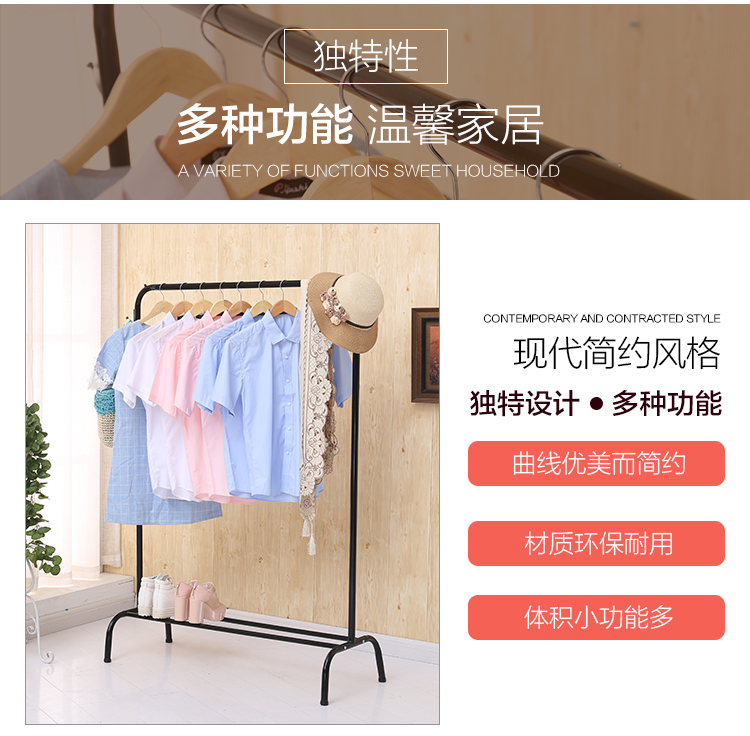 独特性
多种功能 温馨家居
A VARIETY OF FUNCTIONS SWEET HOUSEHOLD
CONTEMPORARY AND CONTRACTED STYLE
现代简约风格
独特设计 ● 多种功能
曲线优美而简约
材质环保耐用
体积小功能多